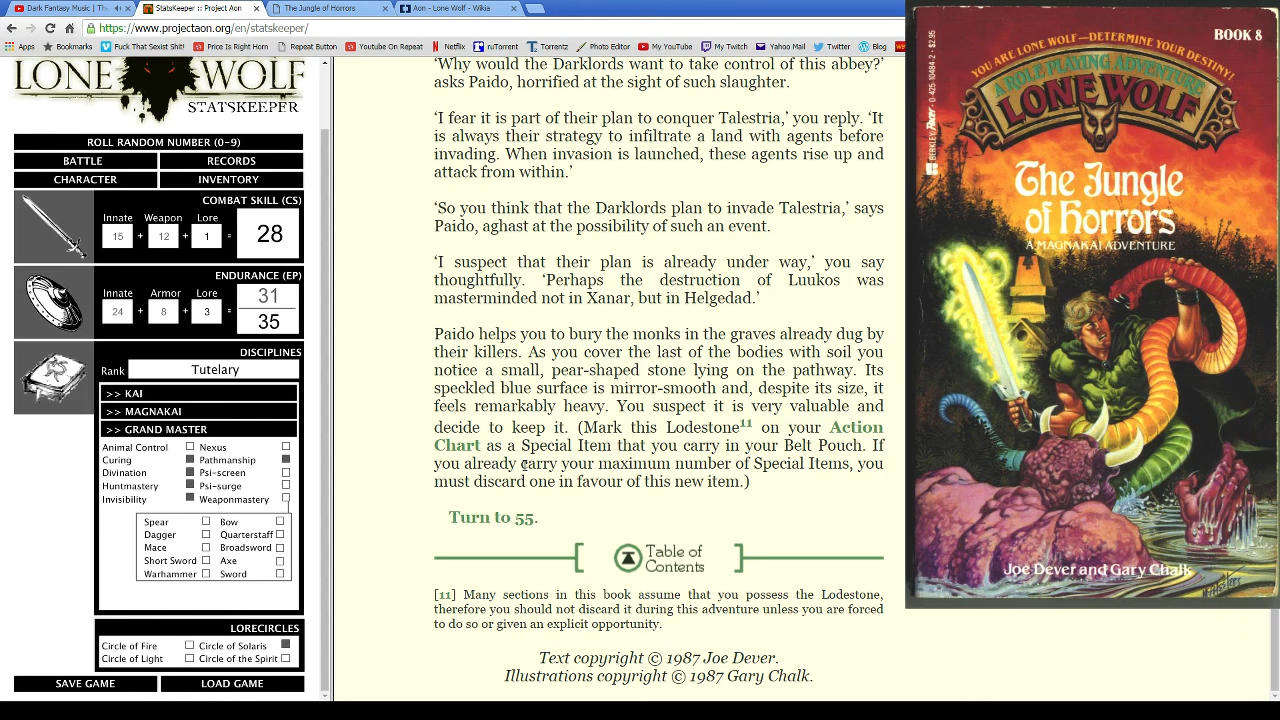 Dark Fantasy Music | Th
StatsKeeper :: Project Aon
The Jungle of Horrors
Aon - Lone Wolf - Wikia
https://www.projectaon.org/en/statskeeper/
Apps
Bookmarks
Fuck That Sexist Shit!
Price is Right Horn
Repeat Button
Youtube On Repeat
Netflix
ruTorrent
Torrentz
Photo Editor
My YouTube
My Twitch
Yahoo Mail
Twitter
Blog
LONE WOLF
STATSKEEPER
ROLL RANDOM NUMBER (0-9)
BATTLE
RECORDS
CHARACTER
INVENTORY
COMBAT SKILL (CS)
Innate Weapon Lore
15 + 12 + 1 = 28
ENDURANCE (EP)
Innate Armor Lore
24 + 8 + 3 =
31
35
DISCIPLINES
Rank Tutelary
>> KAI
>> MAGNAKAI
>> GRAND MASTER
Animal Control Nexus
Curing Pathmanship
Divination Psi-screen
Huntmastery Psi-surge
Invisibility Weaponmastery
Spear Bow
Dagger Quarterstaff
Mace Broadsword
Short Sword Axe
Warhammer Sword
LORECIRCLES
Circle of Fire Circle of Solaris
Circle of Light Circle of the Spirit
SAVE GAME
LOAD GAME
‘Why would the Darklords want to take control of this abbey?’
asks Paido, horrified at the sight of such slaughter.
‘I fear it is part of their plan to conquer Talestria,’ you reply. ‘It
is always their strategy to infiltrate a land with agents before
invading. When invasion is launched, these agents rise up and
attack from within.’
‘So you think that the Darklords plan to invade Talestria,’ says
Paido, aghast at the possibility of such an event.
‘I suspect that their plan is already under way,’ you say
thoughtfully. ‘Perhaps the destruction of Luukos was
masterminded not in Xanar, but in Helgedad.’
Paido helps you to bury the monks in the graves already dug by
their killers. As you cover the last of the bodies with soil you
notice a small, pear-shaped stone lying on the pathway. Its
speckled blue surface is mirror-smooth and, despite its size, it
feels remarkably heavy. You suspect it is very valuable and
decide to keep it. (Mark this Lodestone11 on your Action
Chart as a Special Item that you carry in your Belt Pouch. If
you already carry your maximum number of Special Items, you
must discard one in favour of this new item.)
Turn to 55.
Table of
Contents
[11] Many sections in this book assume that you possess the Lodestone,
therefore you should not discard it during this adventure unless you are forced
to do so or given an explicit opportunity.
Text copyright © 1987 Joe Dever.
Illustrations copyright © 1987 Gary Chalk.
BOOK 8
YOU ARE LONE WOLF—DETERMINE YOUR DESTINY!
A ROLE PLAYING ADVENTURE
LONE WOLF
BERKLEY Pacer • 0-425-10484-2 • $2.95
The Jungle
of Horrors
A MAGNAKAI ADVENTURE
Joe Dever and Gary Chalk